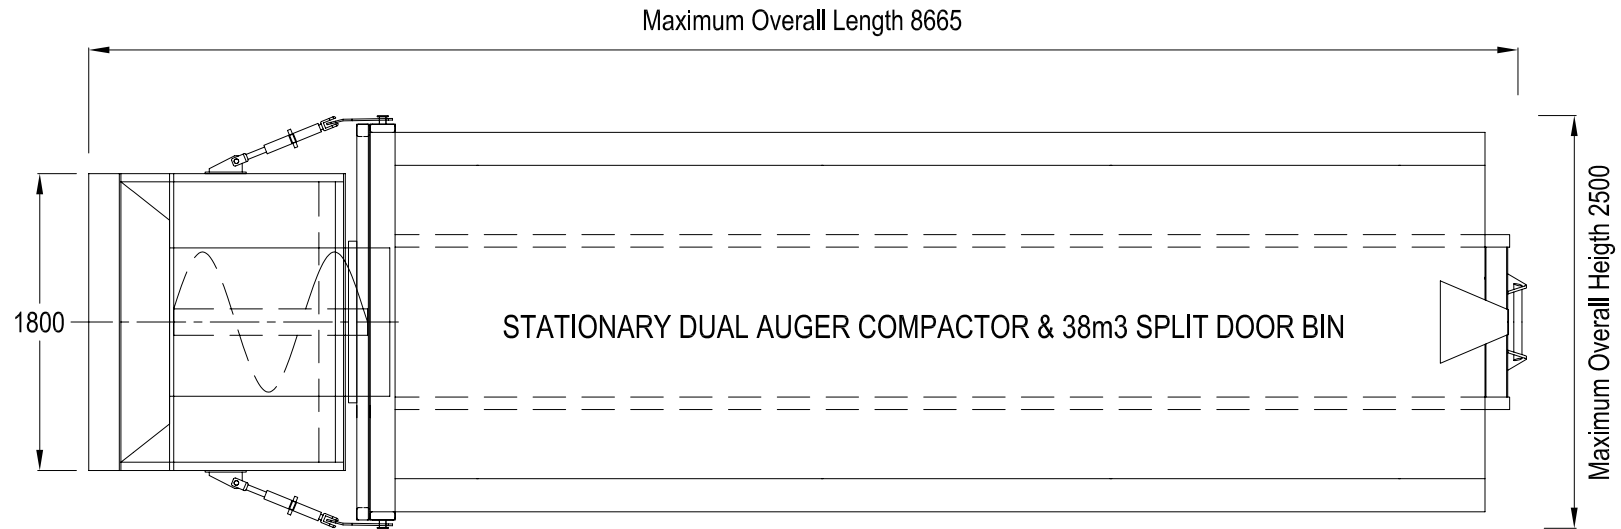 Maximum Overall Length 8665
1800
STATIONARY DUAL AUGER COMPACTOR & 38m3 SPLIT DOOR BIN
Maximum Overall Heigth 2500